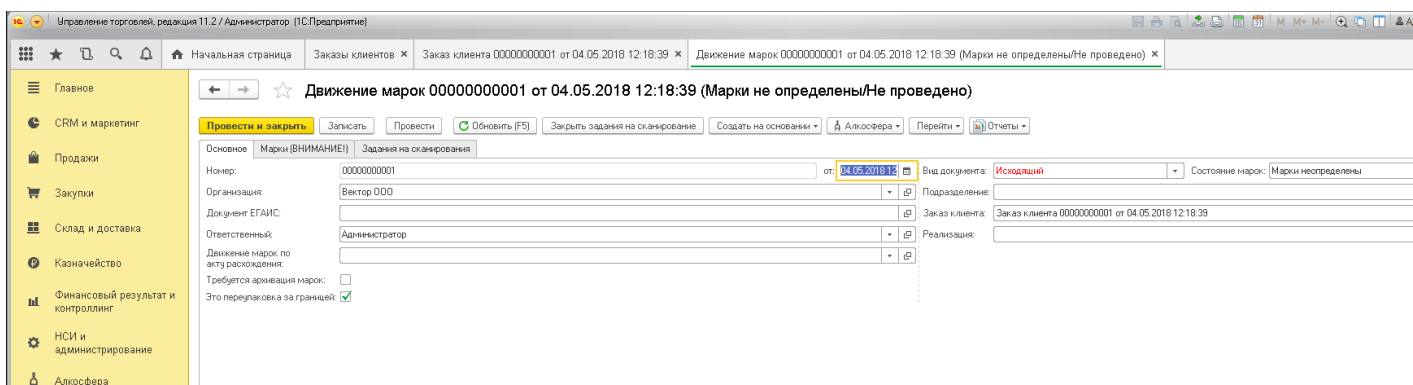 1С Управление торговлей, редакция 11.2 / Администратор (1С:Предприятие) 31 M M+ M-
Начальная страница Заказы клиентов × Заказ клиента 00000000001 от 04.05.2018 12:18:39 × Движение марок 00000000001 от 04.05.2018 12:18:39 (Марки не определены/Не проведено) ×
Главное
CRM и маркетинг
Продажи
Закупки
Склад и доставка
Казначейство
Финансовый результат и
контроллинг
НСИ и
администрирование
Алкосфера
Движение марок 00000000001 от 04.05.2018 12:18:39 (Марки не определены/Не проведено)
Провести и закрыть Записать Провести Обновить (F5) Закрыть задания на сканирование Создать на основании Алкосфера Перейти Отчеты
Основное Марки (ВНИМАНИЕ!) Задания на сканирования
Номер: 00000000001 от: 04.05.2018 12 Вид документа: Исходящий Состояние марок: Марки неопределены
Организация: Вектор ООО Подразделение:
Документ ЕГАИС: Заказ клиента: Заказ клиента 00000000001 от 04.05.2018 12:18:39
Ответственный: Администратор Реализация:
Движение марок по
акту расхождения:
Требуется архивация марок:
Это переупаковка за границей: